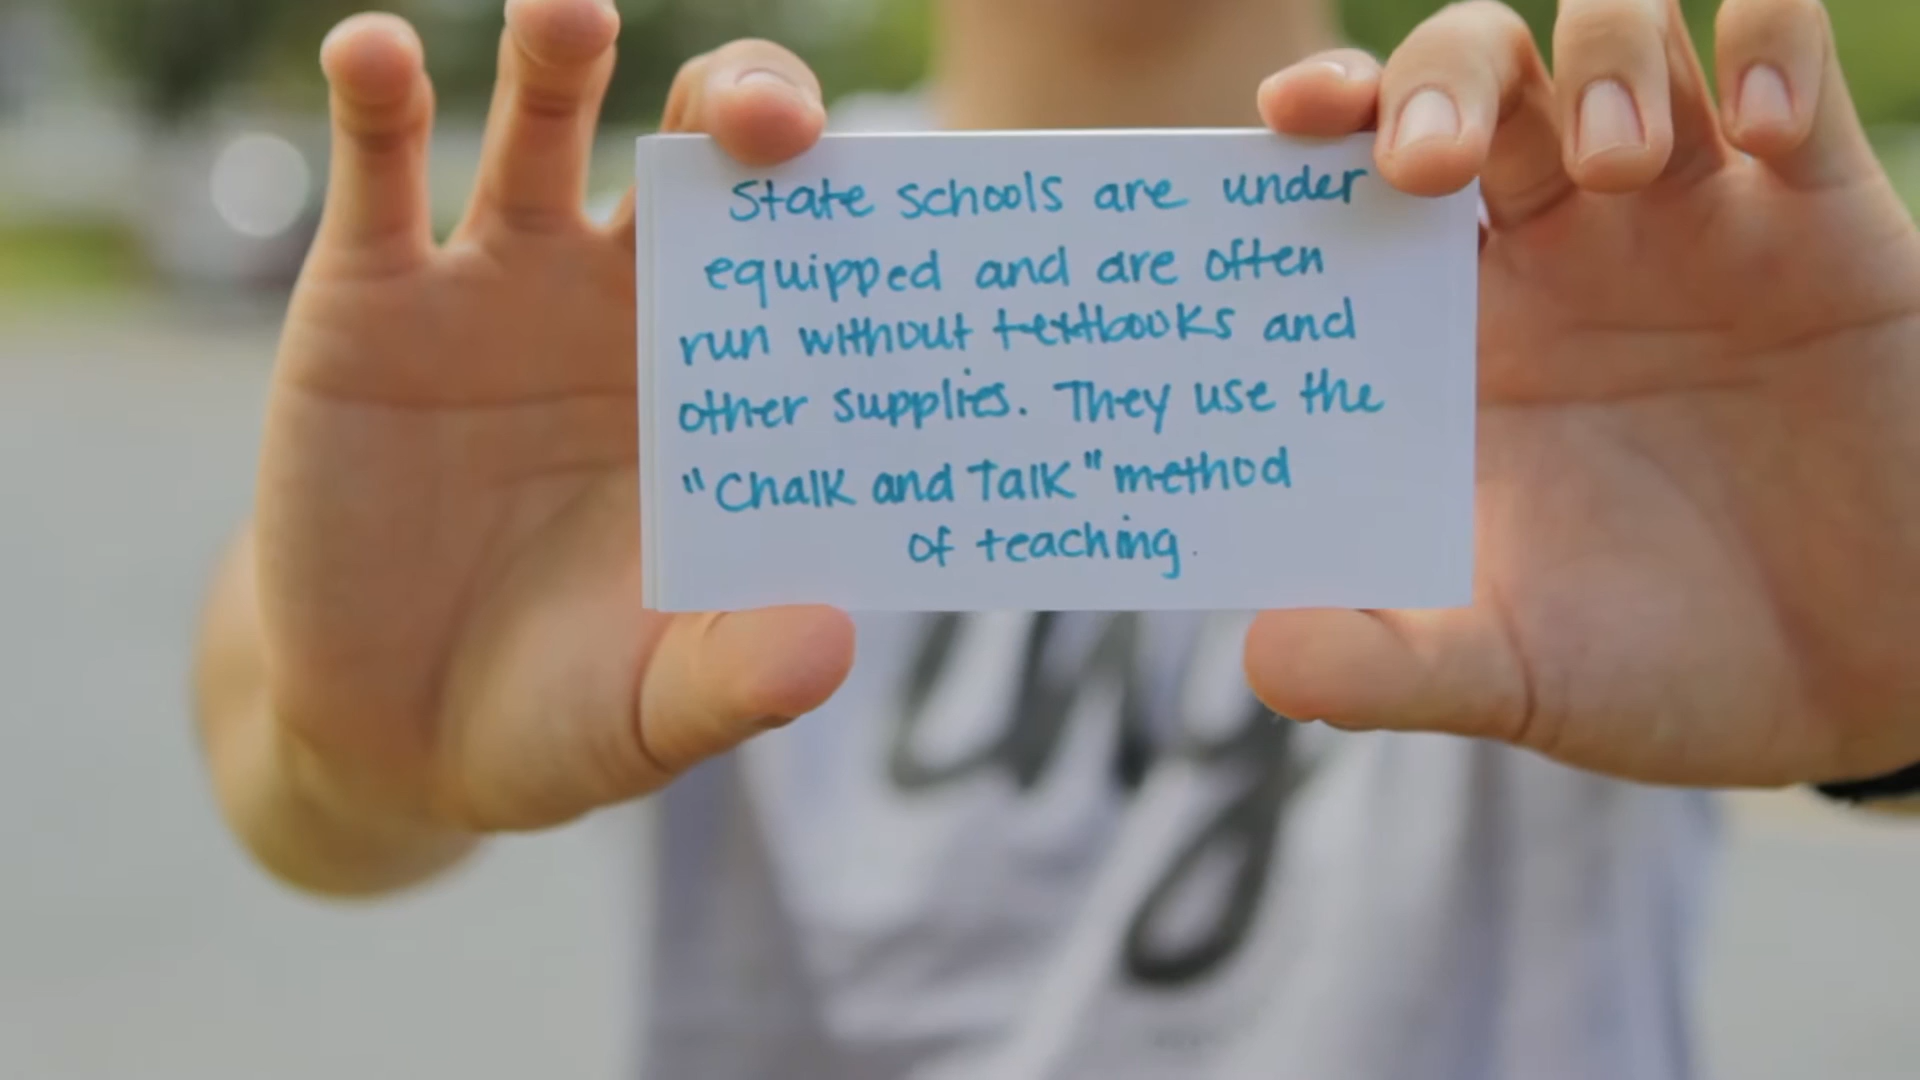 State schools are under
equipped and are often
run without textbooks and
other supplies. They use the
"Chalk and Talk" method
of teaching.